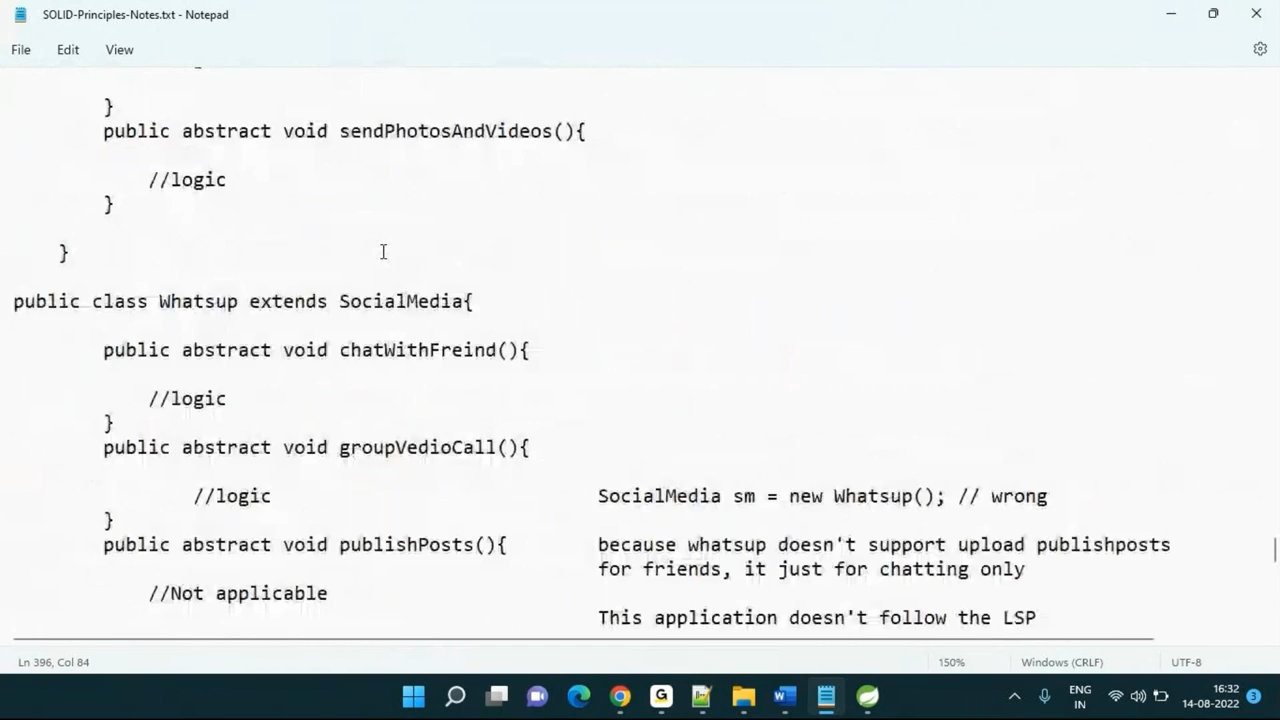 SOLID-Principles-Notes.txt - Notepad
File Edit View
}
public abstract void sendPhotosAndVideos(){
//logic
}
}
public class Whatsup extends SocialMedia{
public abstract void chatWithFreind(){
//logic
}
public abstract void groupVedioCall(){
//logic
SocialMedia sm = new Whatsup(); // wrong
}
public abstract void publishPosts(){
because whatsup doesn't support upload publishposts
for friends, it just for chatting only
//Not applicable
This application doesn't follow the LSP
Ln 396, Col 84
150%
Windows (CRLF)
UTF-8
ENG
IN
16:32
14-08-2022
3